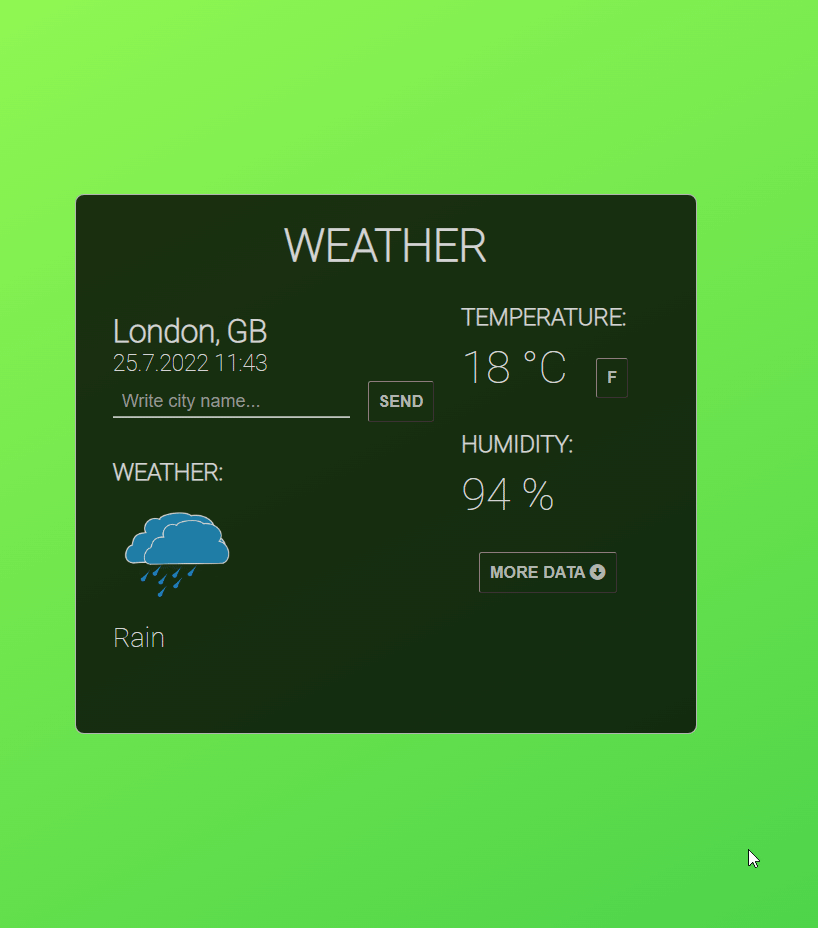 WEATHER
London, GB
25.7.2022 11:43
Write city name...
SEND
WEATHER:
Rain
TEMPERATURE:
18 °C
F
HUMIDITY:
94 %
MORE DATA